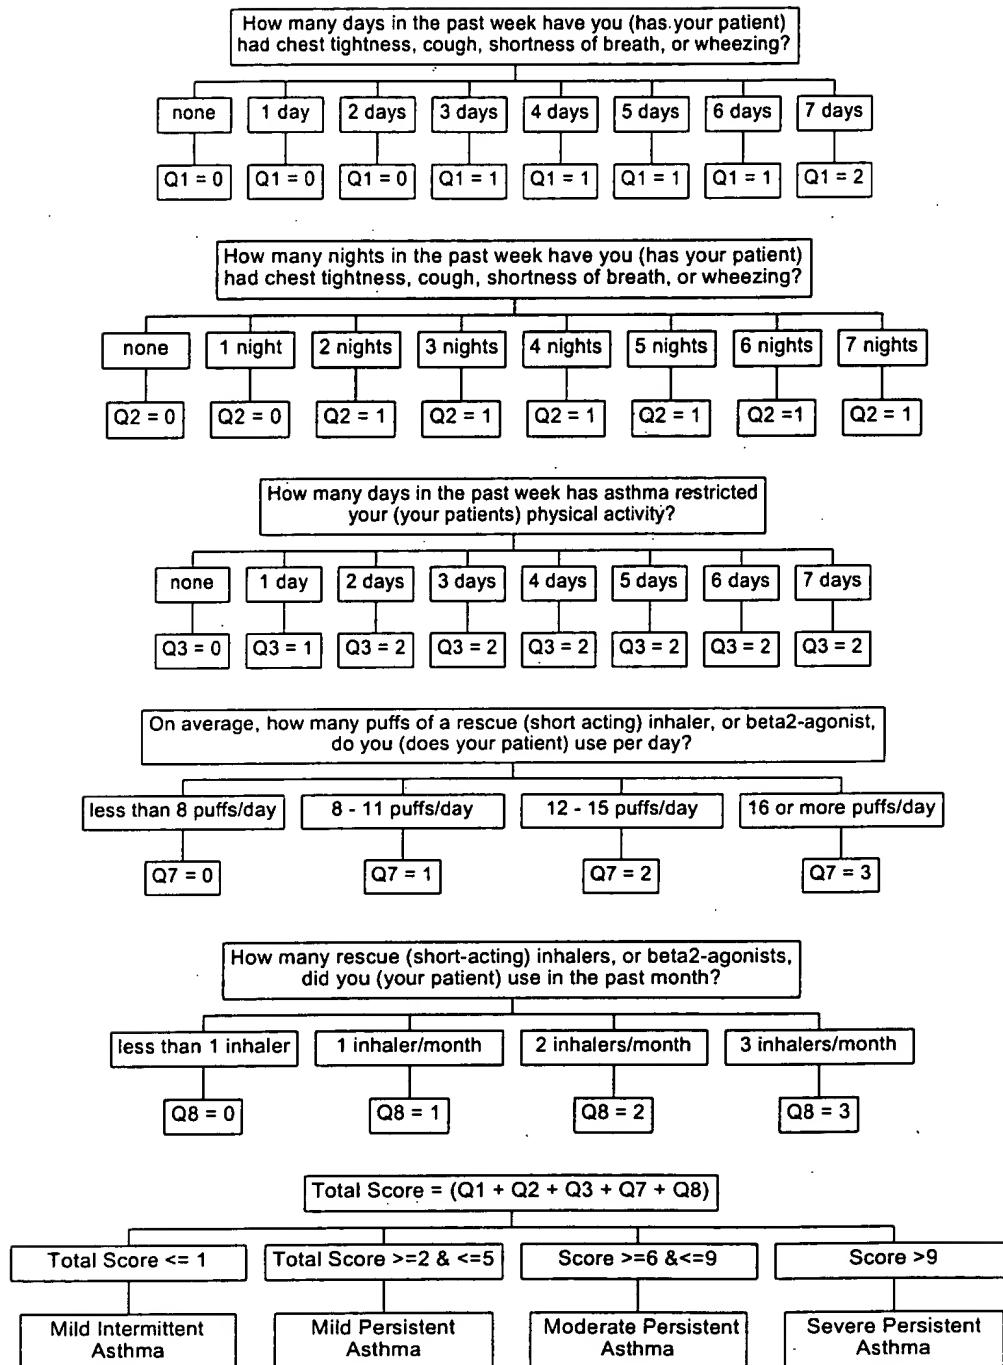 How many days in the past week have you (has your patient)
had chest tightness, cough, shortness of breath, or wheezing?
none 1 day 2 days 3 days 4 days 5 days 6 days 7 days
Q1 = 0 Q1 = 0 Q1 = 0 Q1 = 1 Q1 = 1 Q1 = 1 Q1 = 1 Q1 = 2
How many nights in the past week have you (has your patient)
had chest tightness, cough, shortness of breath, or wheezing?
none 1 night 2 nights 3 nights 4 nights 5 nights 6 nights 7 nights
Q2 = 0 Q2 = 0 Q2 = 1 Q2 = 1 Q2 = 1 Q2 = 1 Q2 =1 Q2 = 1
How many days in the past week has asthma restricted
your (your patients) physical activity?
none 1 day 2 days 3 days 4 days 5 days 6 days 7 days
Q3 = 0 Q3 = 1 Q3 = 2 Q3 = 2 Q3 = 2 Q3 = 2 Q3 = 2 Q3 = 2
On average, how many puffs of a rescue (short acting) inhaler, or beta2-agonist,
do you (does your patient) use per day?
less than 8 puffs/day 8 - 11 puffs/day 12 - 15 puffs/day 16 or more puffs/day
Q7 = 0 Q7 = 1 Q7 = 2 Q7 = 3
How many rescue (short-acting) inhalers, or beta2-agonists,
did you (your patient) use in the past month?
less than 1 inhaler 1 inhaler/month 2 inhalers/month 3 inhalers/month
Q8 = 0 Q8 = 1 Q8 = 2 Q8 = 3
Total Score = (Q1 + Q2 + Q3 + Q7 + Q8)
Total Score <= 1 Total Score >=2 & <=5 Score >=6 &<=9 Score >9
Mild Intermittent Mild Persistent Moderate Persistent Severe Persistent
Asthma Asthma Asthma Asthma